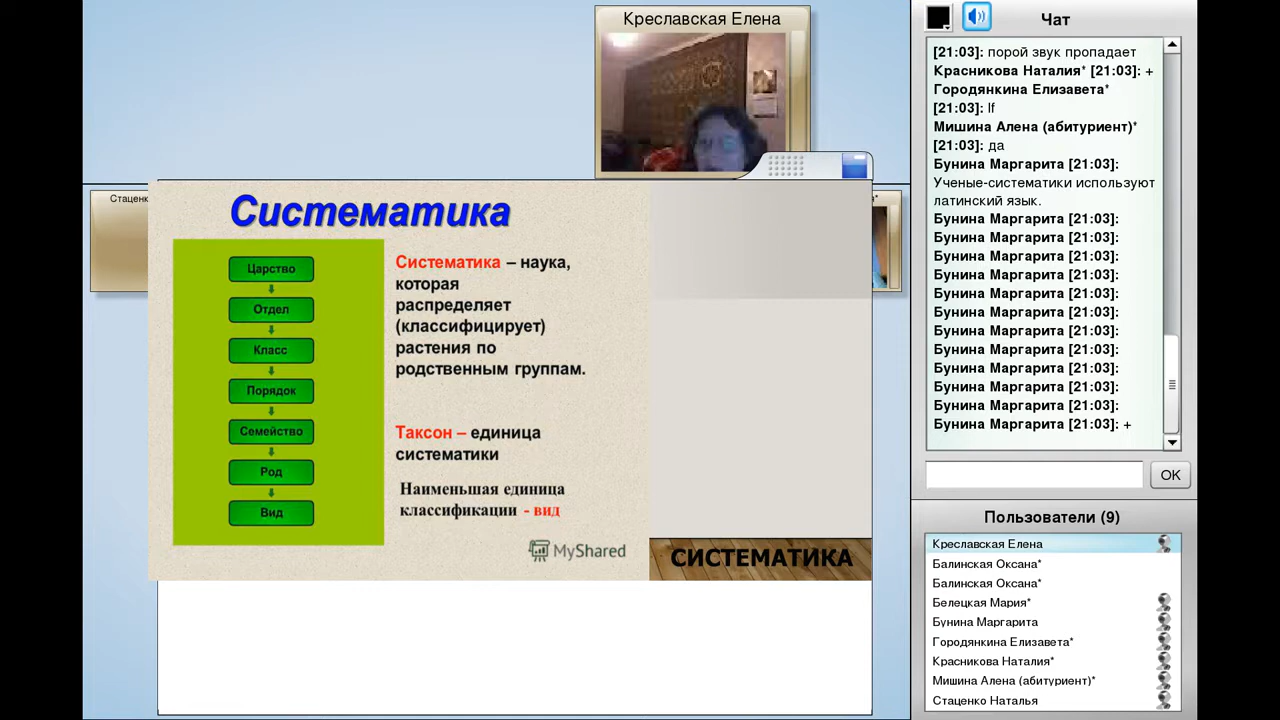 Креславская Елена
Стаценк
Систематика
Царство
Отдел
Класс
Порядок
Семейство
Род
Вид
Систематика – наука,
которая
распределяет
(классифицирует)
растения по
родственным группам.
Таксон – единица
систематики
Наименьшая единица
классификации - вид
MyShared
СИСТЕМАТИКА
Чат
[21:03]: порой звук пропадает
Красникова Наталия* [21:03]: +
Городянкина Елизавета*
[21:03]: lf
Мишина Алена (абитуриент)*
[21:03]: да
Бунина Маргарита [21:03]:
Ученые-систематики используют
латинский язык.
Бунина Маргарита [21:03]:
Бунина Маргарита [21:03]:
Бунина Маргарита [21:03]:
Бунина Маргарита [21:03]:
Бунина Маргарита [21:03]:
Бунина Маргарита [21:03]:
Бунина Маргарита [21:03]:
Бунина Маргарита [21:03]:
Бунина Маргарита [21:03]:
Бунина Маргарита [21:03]:
Бунина Маргарита [21:03]:
Бунина Маргарита [21:03]: +
OK
Пользователи (9)
Креславская Елена
Балинская Оксана*
Балинская Оксана*
Белецкая Мария*
Бунина Маргарита
Городянкина Елизавета*
Красникова Наталия*
Мишина Алена (абитуриент)*
Стаценко Наталья